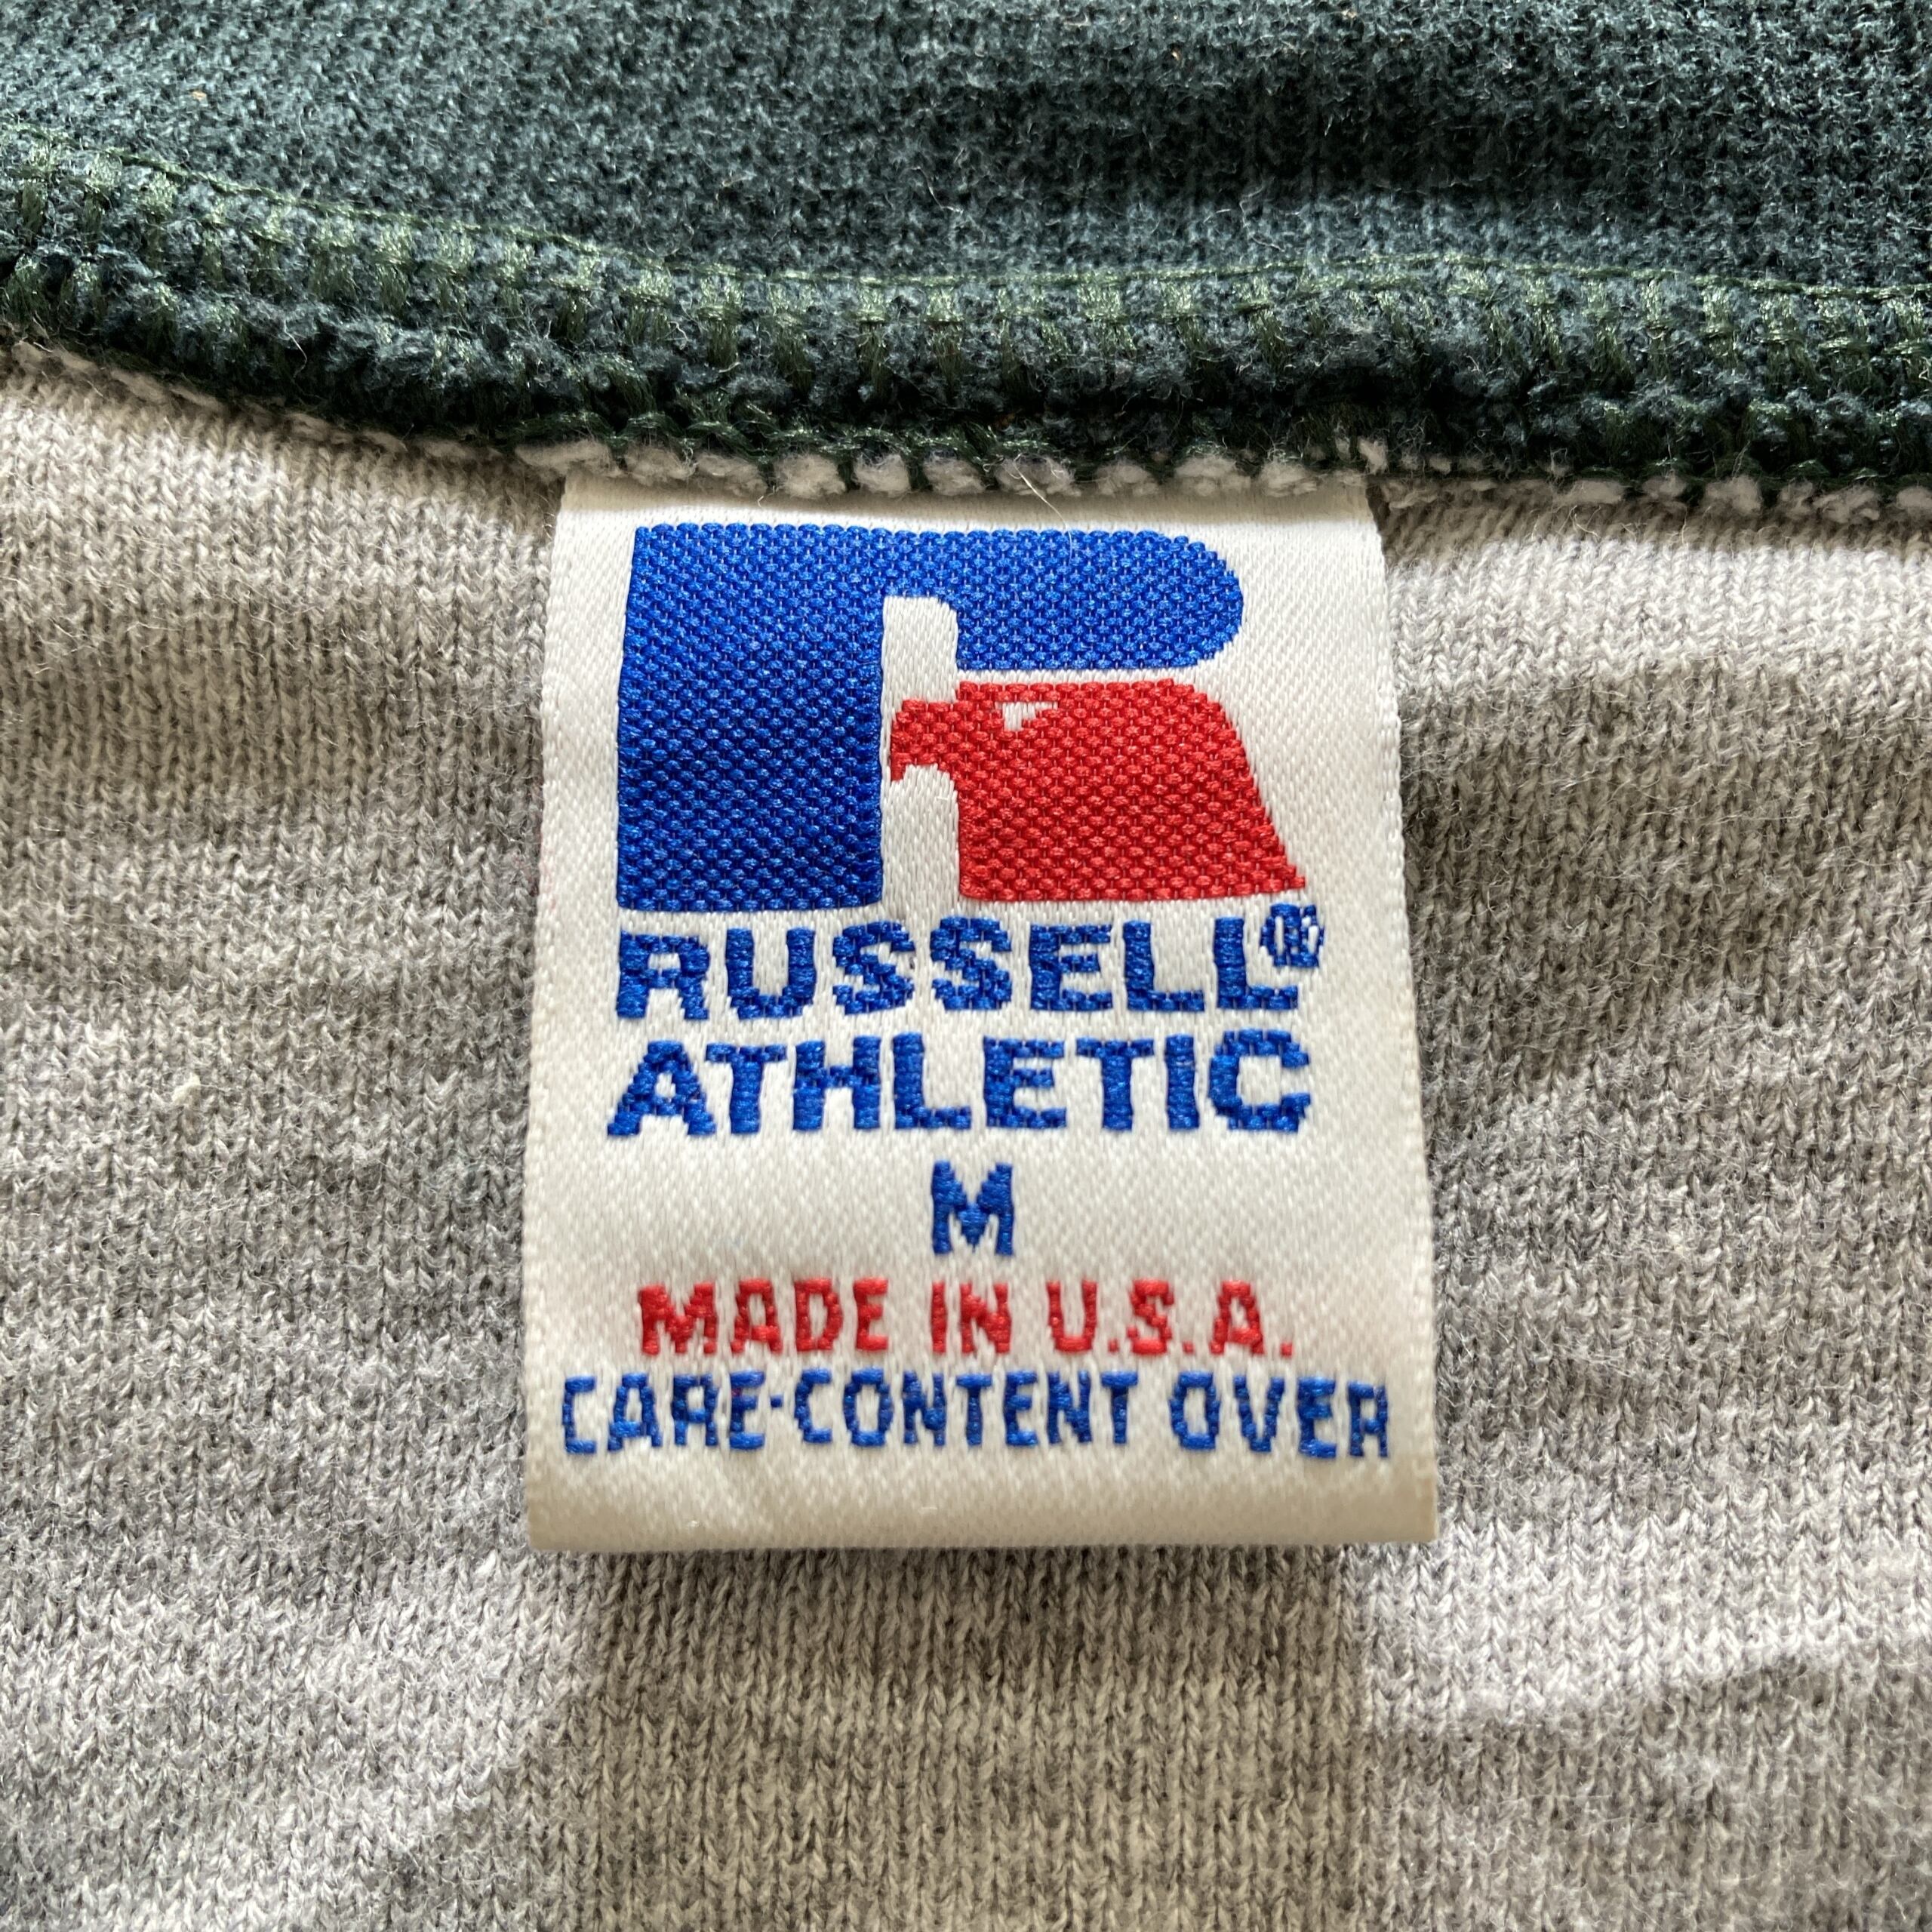 RUSSELL®
ATHLETIC
M
MADE IN U.S.A.
CARE·CONTENT OVER